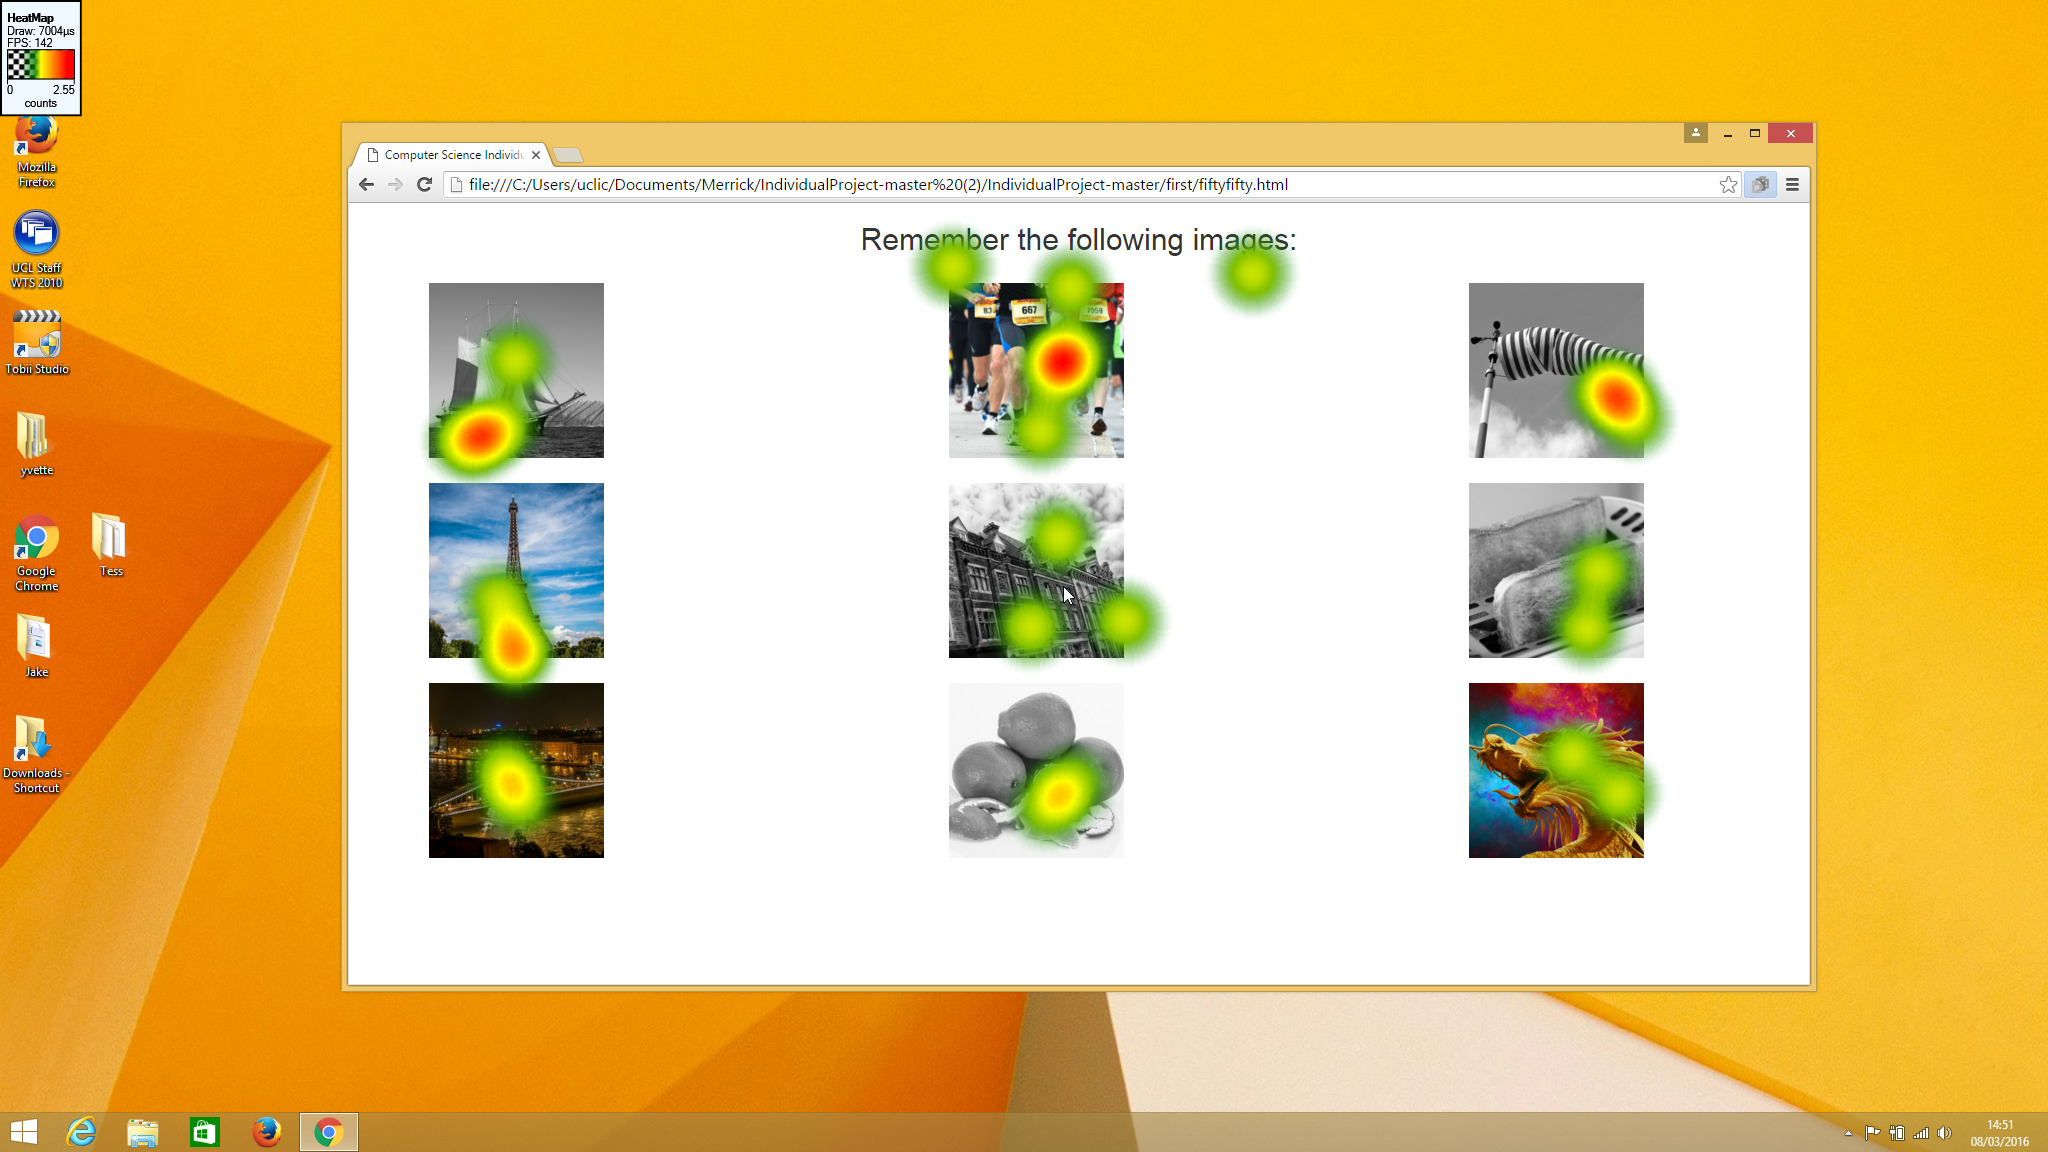 HeatMap
Draw: 7004µs
FPS: 142
0 2.55
counts
Mozilla
Firefox
UCL Staff
WTS 2010
Tobii Studio
yvette
Google
Chrome
Tess
Jake
Downloads -
Shortcut
Computer Science Individu
file:///C:/Users/uclic/Documents/Merrick/IndividualProject-master%20(2)/IndividualProject-master/first/fiftyfifty.html
Remember the following images:
83
667
1059
14:51
08/03/2016